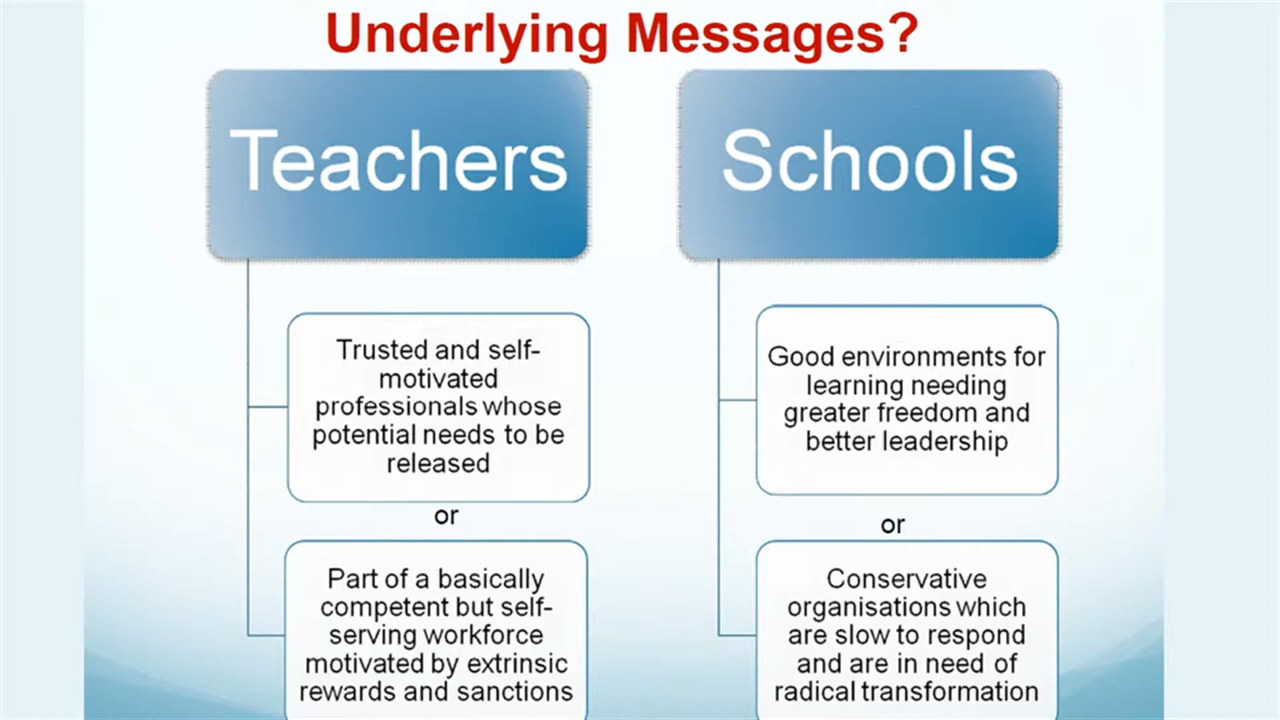 Underlying Messages?
Teachers
Trusted and self-
motivated
professionals whose
potential needs to be
released
or
Part of a basically
competent but self-
serving workforce
motivated by extrinsic
rewards and sanctions
Schools
Good environments for
learning needing
greater freedom and
better leadership
or
Conservative
organisations which
are slow to respond
and are in need of
radical transformation